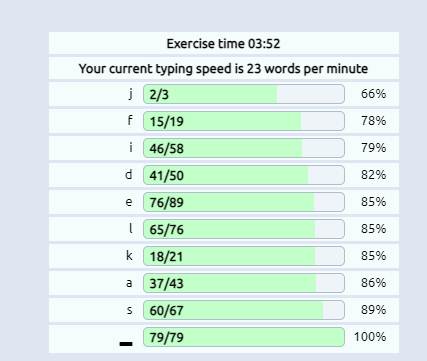 Exercise time 03:52
Your current typing speed is 23 words per minute
j 2/3 66%
f 15/19 78%
i 46/58 79%
d 41/50 82%
e 76/89 85%
l 65/76 85%
k 18/21 85%
a 37/43 86%
s 60/67 89%
▂ 79/79 100%